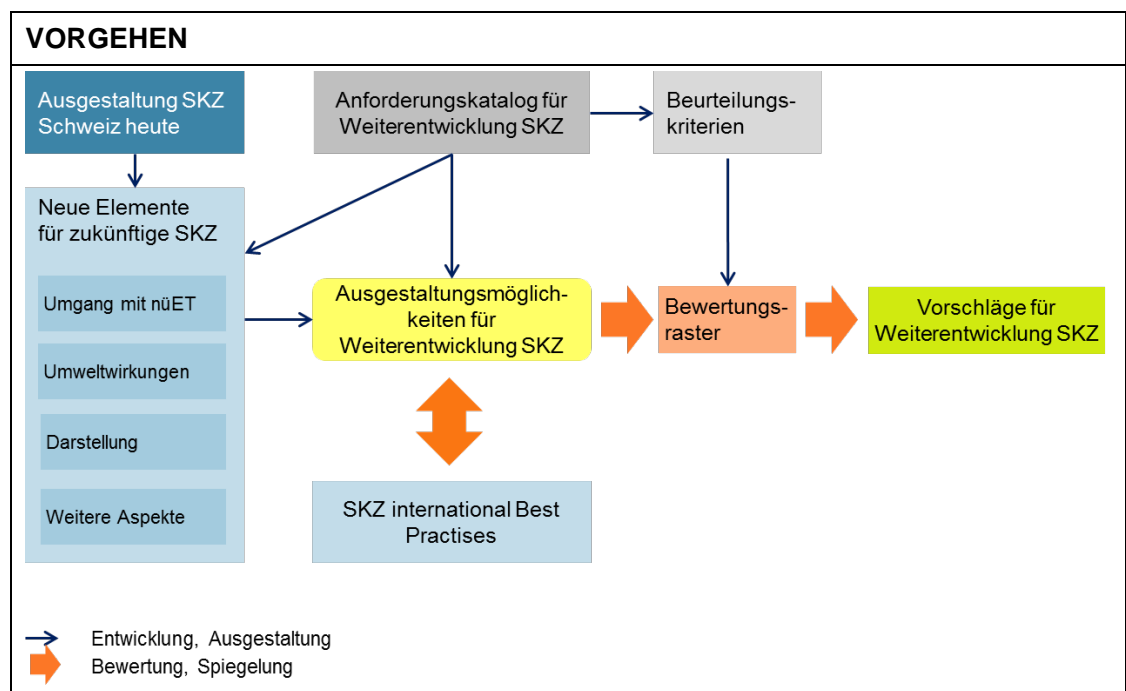 VORGEHEN
Ausgestaltung SKZ
Schweiz heute
Anforderungskatalog für
Weiterentwicklung SKZ
Beurteilungs-
kriterien
Neue Elemente
für zukünftige SKZ
Umgang mit nüET
Umweltwirkungen
Darstellung
Weitere Aspekte
Ausgestaltungsmöglich-
keiten für
Weiterentwicklung SKZ
Bewertungs-
raster
Vorschläge für
Weiterentwicklung SKZ
SKZ international Best
Practises
Entwicklung, Ausgestaltung
Bewertung, Spiegelung